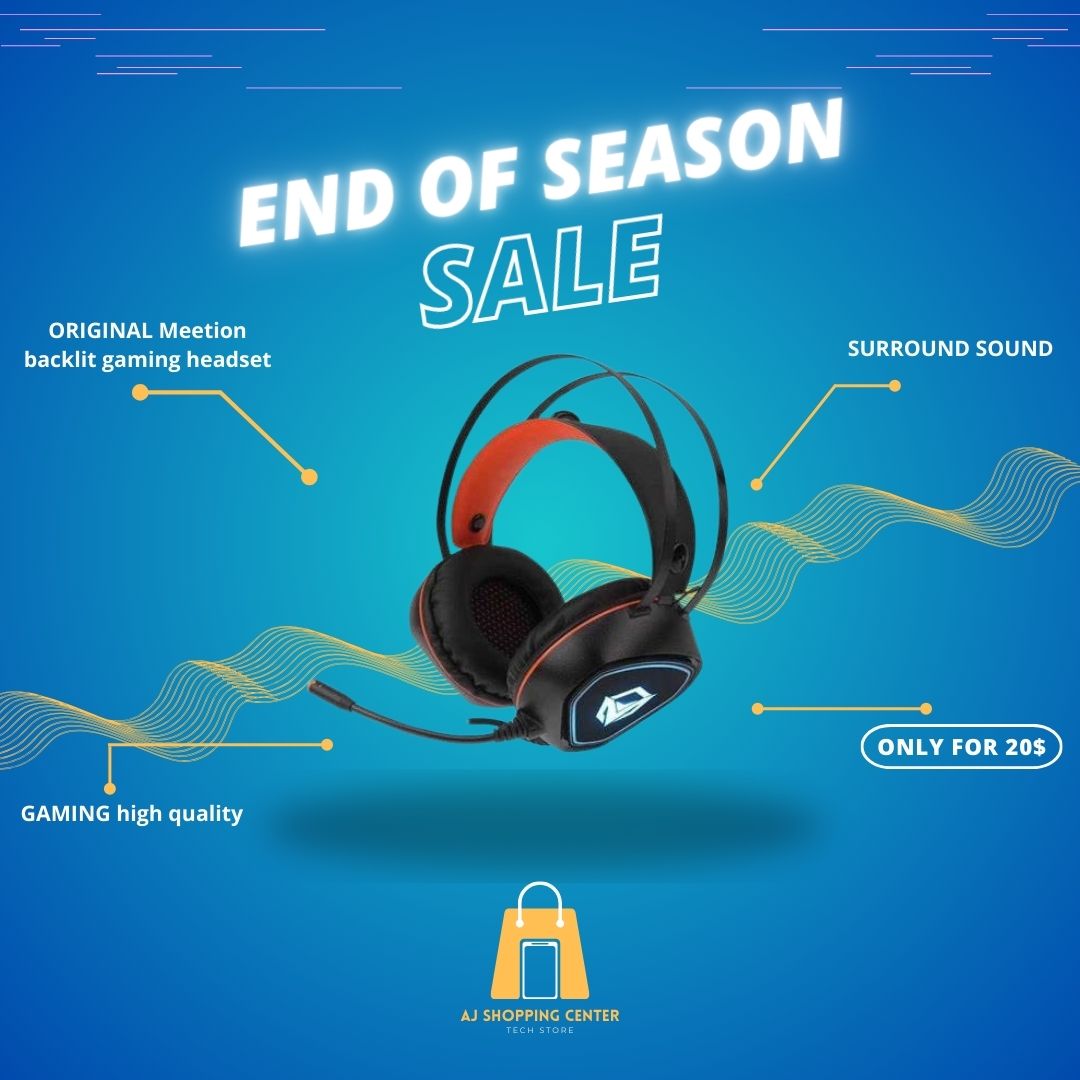 END OF SEASON
SALE
ORIGINAL Meetion
backlit gaming headset
SURROUND SOUND
ONLY FOR 20$
GAMING high quality
AJ SHOPPING CENTER
TECH STORE